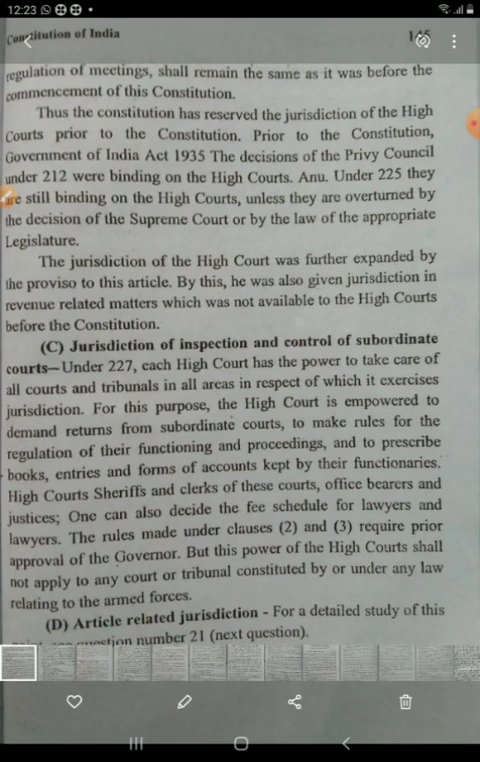 12:23
Constitution of India
145
regulation of meetings, shall remain the same as it was before the
commencement of this Constitution.
Thus the constitution has reserved the jurisdiction of the High
Courts prior to the Constitution. Prior to the Constitution,
Government of India Act 1935 The decisions of the Privy Council
under 212 were binding on the High Courts. Anu. Under 225 they
are still binding on the High Courts, unless they are overturned by
the decision of the Supreme Court or by the law of the appropriate
Legislature.
The jurisdiction of the High Court was further expanded by
the proviso to this article. By this, he was also given jurisdiction in
revenue related matters which was not available to the High Courts
before the Constitution.
(C) Jurisdiction of inspection and control of subordinate
courts—Under 227, each High Court has the power to take care of
all courts and tribunals in all areas in respect of which it exercises
jurisdiction. For this purpose, the High Court is empowered to
demand returns from subordinate courts, to make rules for the
regulation of their functioning and proceedings, and to prescribe
books, entries and forms of accounts kept by their functionaries.
High Courts Sheriffs and clerks of these courts, office bearers and
justices; One can also decide the fee schedule for lawyers and
lawyers. The rules made under clauses (2) and (3) require prior
approval of the Governor. But this power of the High Courts shall
not apply to any court or tribunal constituted by or under any law
relating to the armed forces.
(D) Article related jurisdiction - For a detailed study of this
question number 21 (next question).